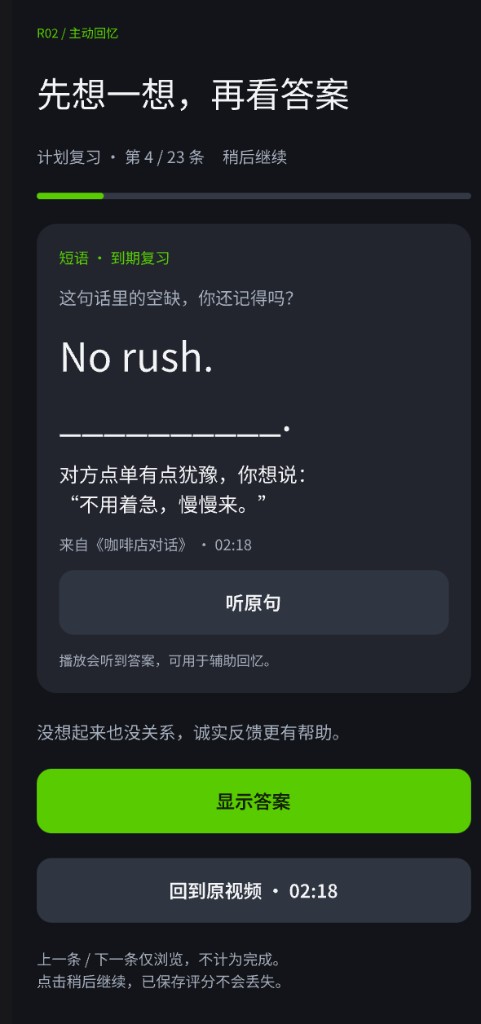 R02 / 主动回忆
先想一想，再看答案
计划复习 · 第 4 / 23 条 稍后继续
短语 · 到期复习
这句话里的空缺，你还记得吗？
No rush.
__________.
对方点单有点犹豫，你想说：
“不用着急，慢慢来。”
来自《咖啡店对话》 · 02:18
听原句
播放会听到答案，可用于辅助回忆。
没想起来也没关系，诚实反馈更有帮助。
显示答案
回到原视频 · 02:18
上一条 / 下一条仅浏览，不计为完成。
点击稍后继续，已保存评分不会丢失。